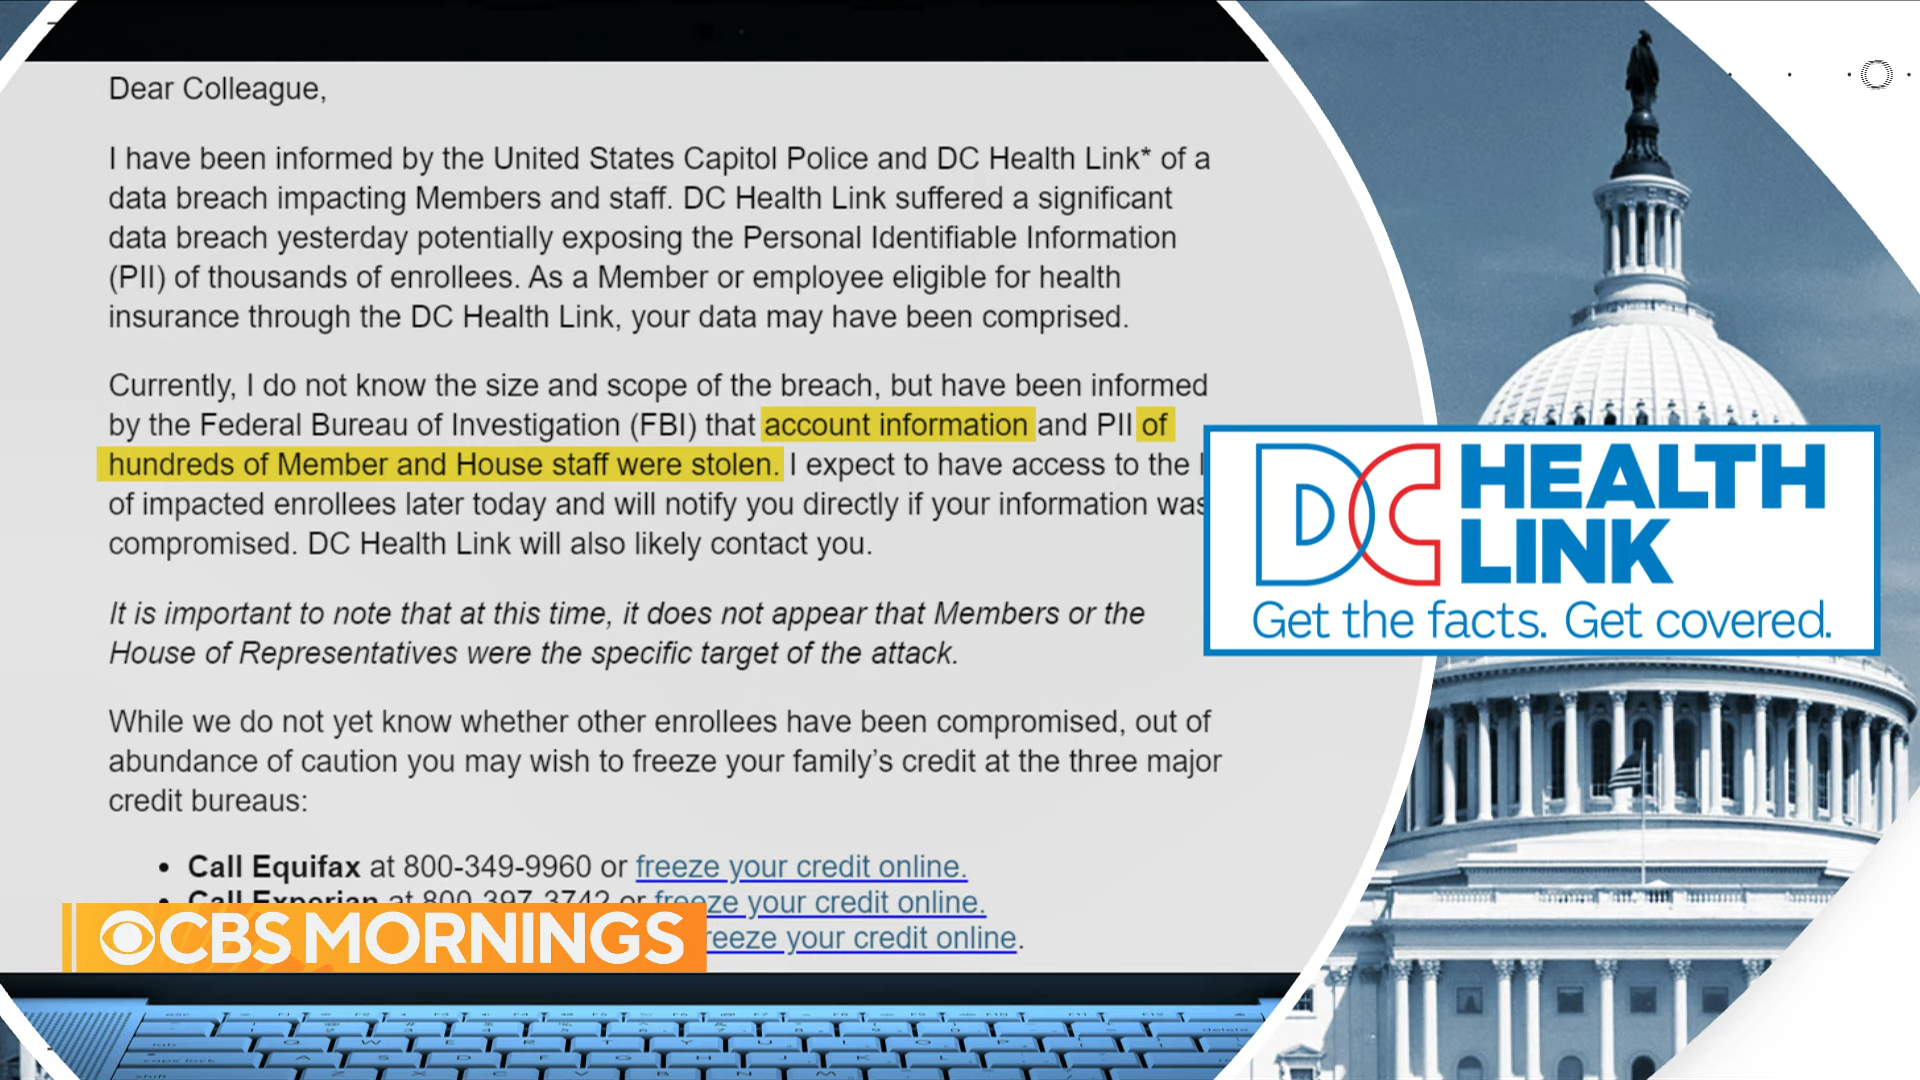 Dear Colleague,
I have been informed by the United States Capitol Police and DC Health Link* of a
data breach impacting Members and staff. DC Health Link suffered a significant
data breach yesterday potentially exposing the Personal Identifiable Information
(PII) of thousands of enrollees. As a Member or employee eligible for health
insurance through the DC Health Link, your data may have been comprised.
Currently, I do not know the size and scope of the breach, but have been informed
by the Federal Bureau of Investigation (FBI) that account information and PII of
hundreds of Member and House staff were stolen. I expect to have access to the
of impacted enrollees later today and will notify you directly if your information was
compromised. DC Health Link will also likely contact you.
It is important to note that at this time, it does not appear that Members or the
House of Representatives were the specific target of the attack.
While we do not yet know whether other enrollees have been compromised, out of
abundance of caution you may wish to freeze your family's credit at the three major
credit bureaus:
• Call Equifax at 800-349-9960 or freeze your credit online.
• Call Experian at 800-397-3742 or freeze your credit online.
reeze your credit online.
CBS MORNINGS
DC HEALTH
LINK
Get the facts. Get covered.